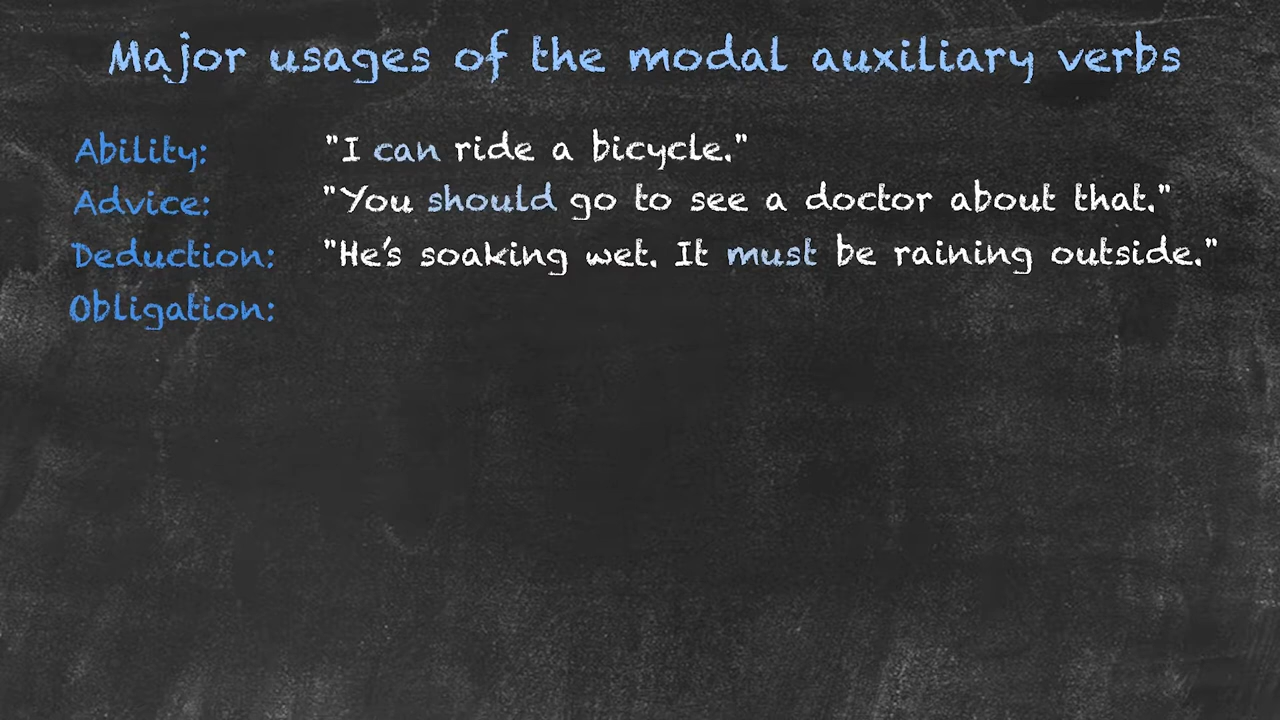 Major usages of the modal auxiliary verbs
Ability: "I can ride a bicycle."
Advice: "You should go to see a doctor about that."
Deduction: "He's soaking wet. It must be raining outside."
Obligation: